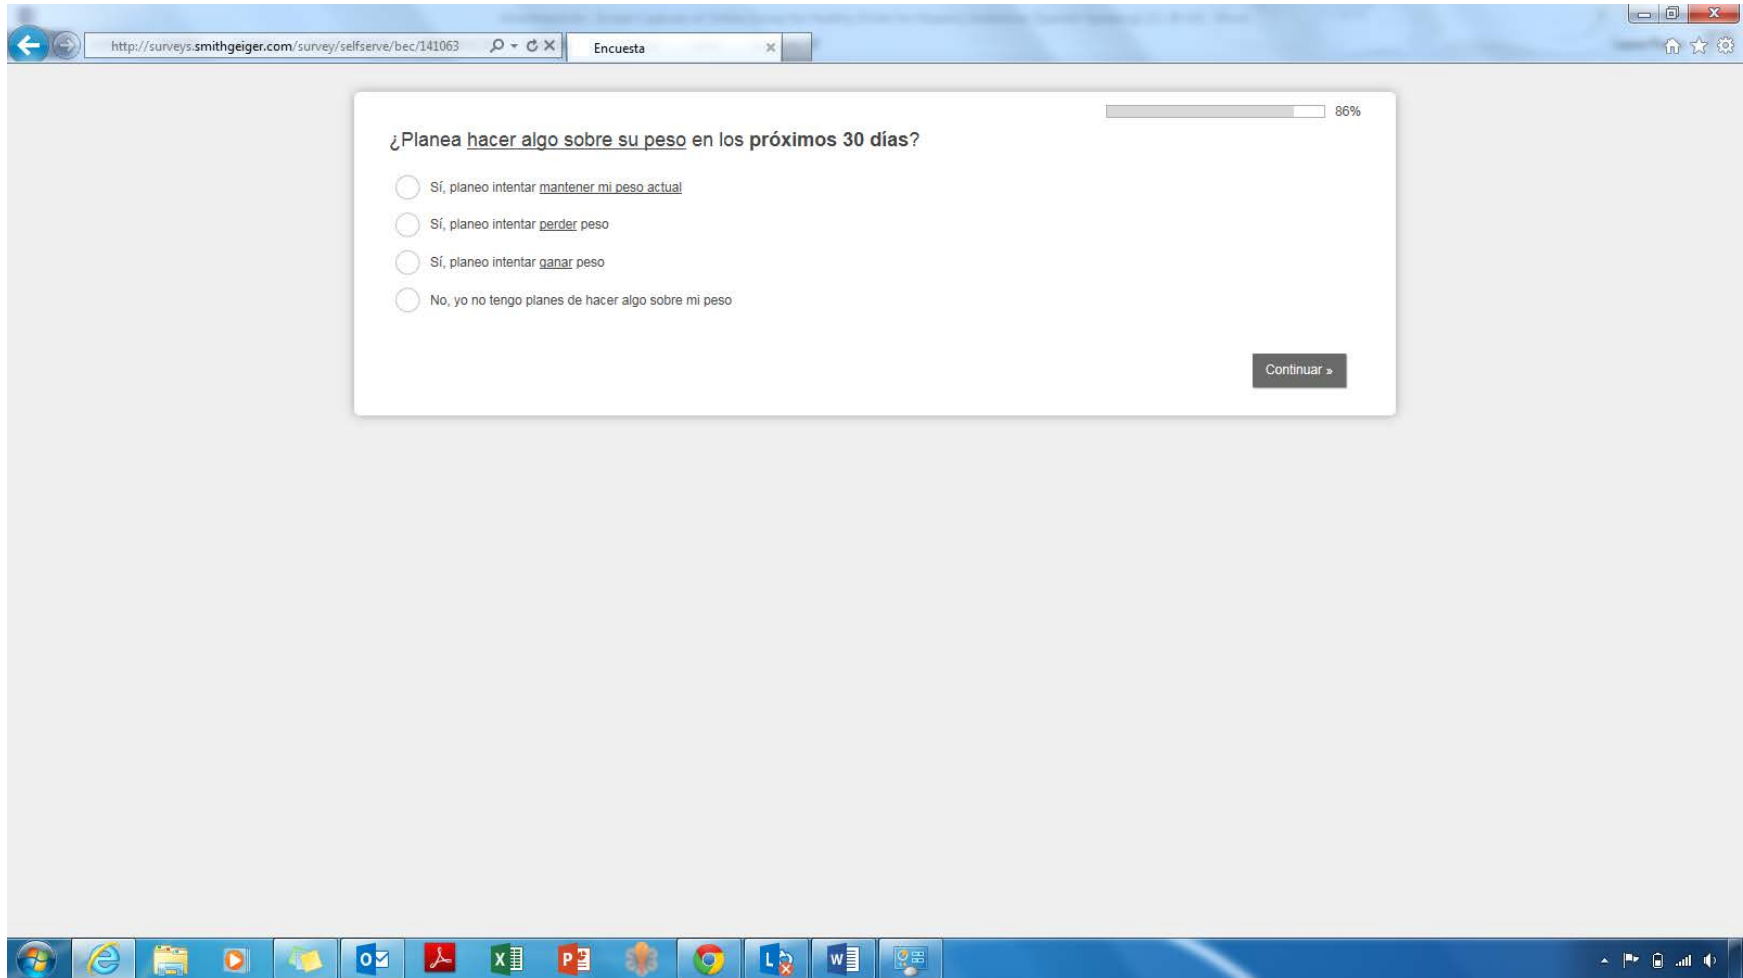 http://surveys.smithgeiger.com/survey/selfserve/bec/141063
Encuesta
86%
¿Planea hacer algo sobre su peso en los próximos 30 días?
Sí, planeo intentar mantener mi peso actual
Sí, planeo intentar perder peso
Sí, planeo intentar ganar peso
No, yo no tengo planes de hacer algo sobre mi peso
Continuar »